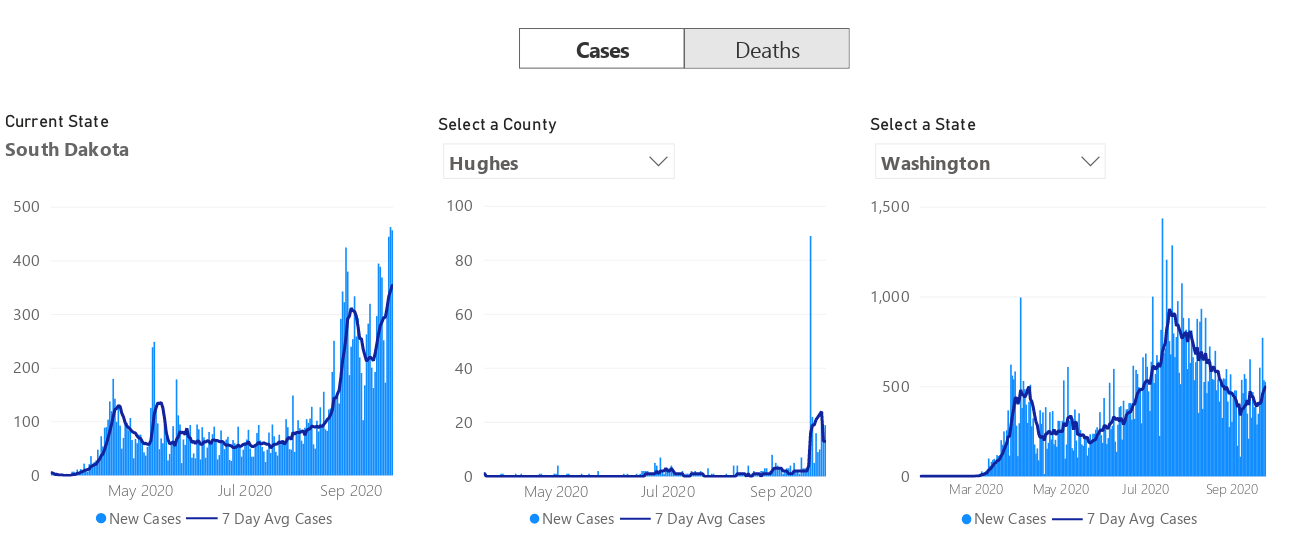 Cases Deaths
Current State
South Dakota
500
400
300
200
100
0
May 2020 Jul 2020 Sep 2020
New Cases 7 Day Avg Cases
Select a County
Hughes
100
80
60
40
20
0
May 2020 Jul 2020 Sep 2020
New Cases 7 Day Avg Cases
Select a State
Washington
1,500
1,000
500
0
Mar 2020 May 2020 Jul 2020 Sep 2020
New Cases 7 Day Avg Cases